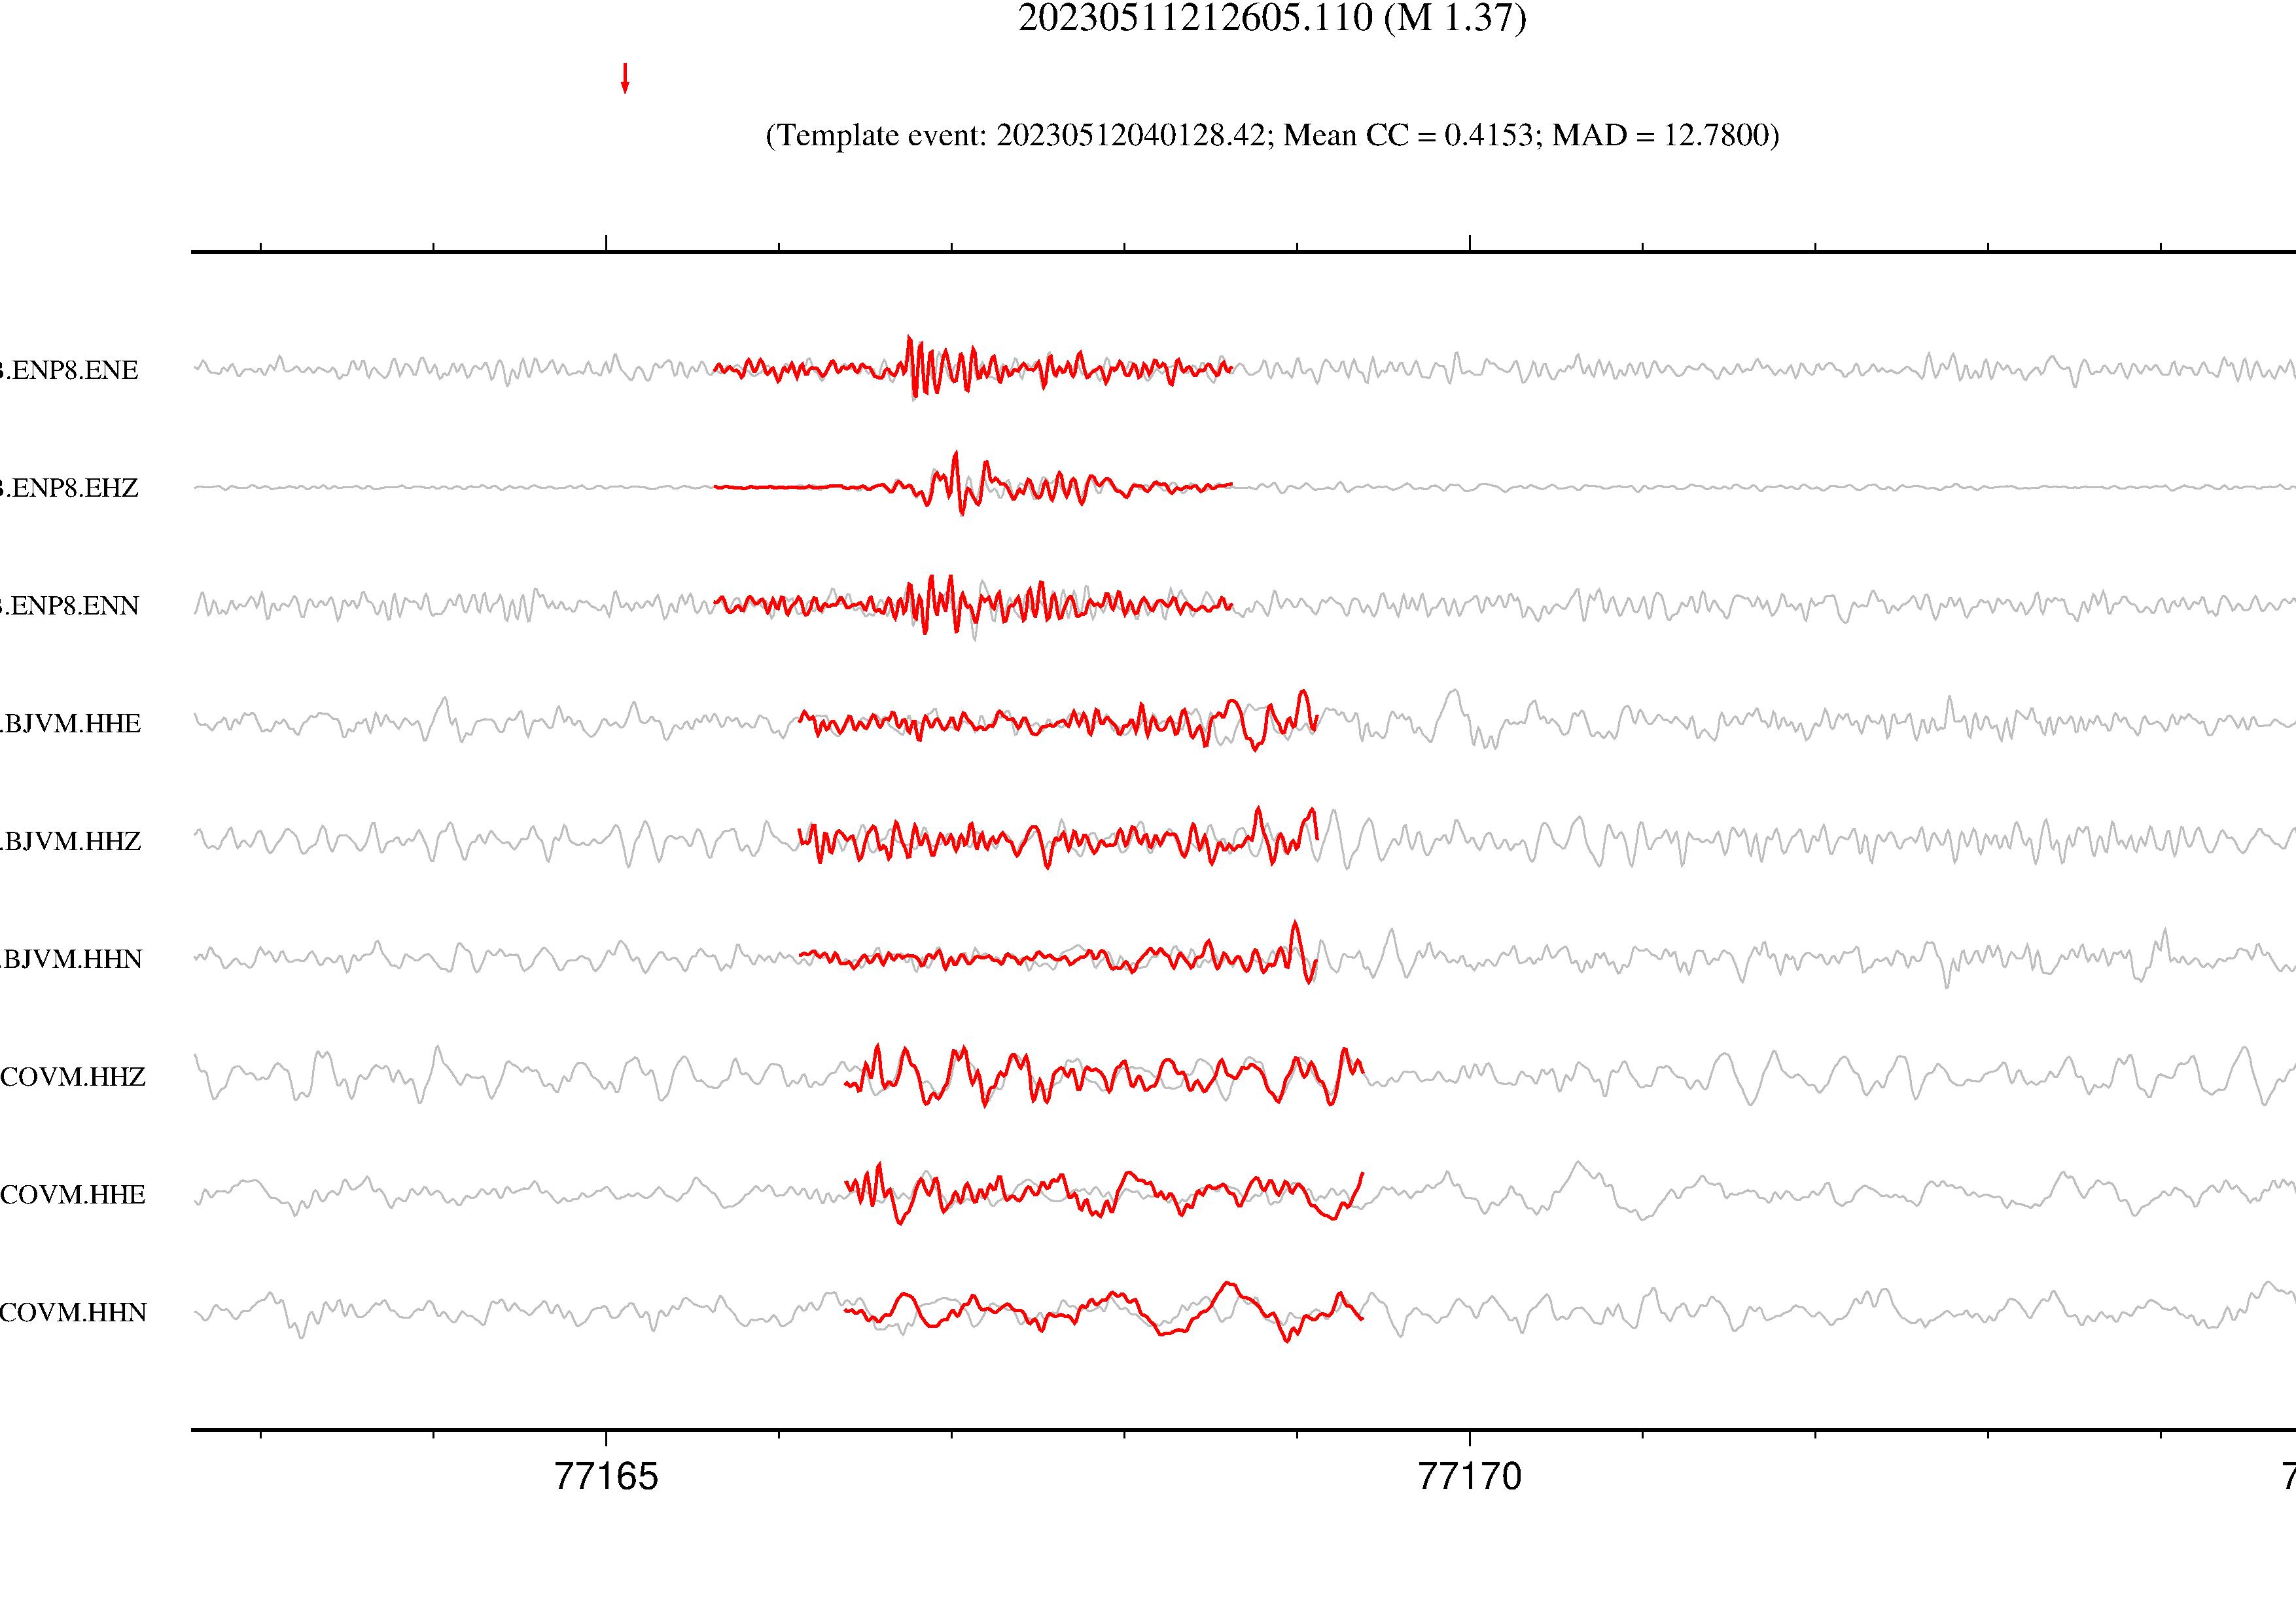 20230511212605.110 (M 1.37)
(Template event: 20230512040128.42; Mean CC = 0.4153; MAD = 12.7800)
.ENP8.ENE
.ENP8.EHZ
.ENP8.ENN
.BJVM.HHE
.BJVM.HHZ
.BJVM.HHN
COVM.HHZ
COVM.HHE
COVM.HHN
77165 77170